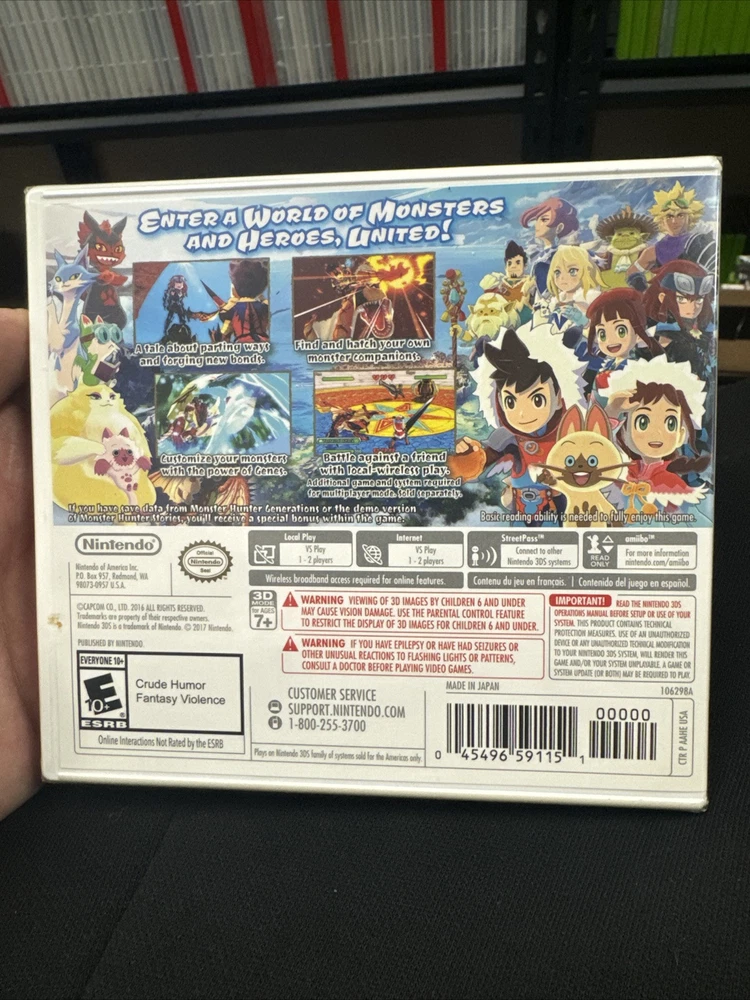 ENTER A WORLD OF MONSTERS
AND HEROES, UNITED!
A tale about parting ways
and forging new bonds.
Find and hatch your own
monster companions.
Customize your monsters
with the power of Genes.
Battle against a friend
with local-wireless play.
Additional game and system required
for multiplayer mode. Sold separately.
If you have save data from Monster Hunter Generations or the demo version
of Monster Hunter Stories, you'll receive a special bonus within the game.
Basic reading ability is needed to fully enjoy this game.
Nintendo
Nintendo of America Inc.
P.O. Box 957, Redmond, WA
98073-0957 U.S.A.
Official
Nintendo
Seal
Local Play
VS Play
1 - 2 players
Internet
VS Play
1 - 2 players
StreetPass™
Connect to other
Nintendo 3DS systems
READ
ONLY
amiibo™
For more information
nintendo.com/amiibo
Wireless broadband access required for online features.
Contenu du jeu en français.
Contenido del juego en español.
©CAPCOM CO., LTD. 2016 ALL RIGHTS RESERVED.
Trademarks are property of their respective owners.
Nintendo 3DS is a trademark of Nintendo. © 2017 Nintendo.
PUBLISHED BY NINTENDO.
3D
MODE
for AGES
7+
WARNING VIEWING OF 3D IMAGES BY CHILDREN 6 AND UNDER
MAY CAUSE VISION DAMAGE. USE THE PARENTAL CONTROL FEATURE
TO RESTRICT THE DISPLAY OF 3D IMAGES FOR CHILDREN 6 AND UNDER.
WARNING IF YOU HAVE EPILEPSY OR HAVE HAD SEIZURES OR
OTHER UNUSUAL REACTIONS TO FLASHING LIGHTS OR PATTERNS,
CONSULT A DOCTOR BEFORE PLAYING VIDEO GAMES.
IMPORTANT! READ THE NINTENDO 3DS
OPERATIONS MANUAL BEFORE SETUP OR USE OF YOUR
SYSTEM. THIS PRODUCT CONTAINS TECHNICAL
PROTECTION MEASURES. USE OF AN UNAUTHORIZED
DEVICE OR ANY UNAUTHORIZED TECHNICAL MODIFICATION
TO YOUR NINTENDO 3DS SYSTEM, WILL RENDER THIS
GAME AND/OR YOUR SYSTEM UNPLAYABLE. A GAME OR
SYSTEM UPDATE (OR BOTH) MAY BE REQUIRED TO PLAY.
EVERYONE 10+
E
10+
®
ESRB
Crude Humor
Fantasy Violence
Online Interactions Not Rated by the ESRB
CUSTOMER SERVICE
SUPPORT.NINTENDO.COM
1-800-255-3700
Plays on Nintendo 3DS family of systems sold for the Americas only.
MADE IN JAPAN
106298A
00000
0 45496 59115 1
CTR P AAHE USA